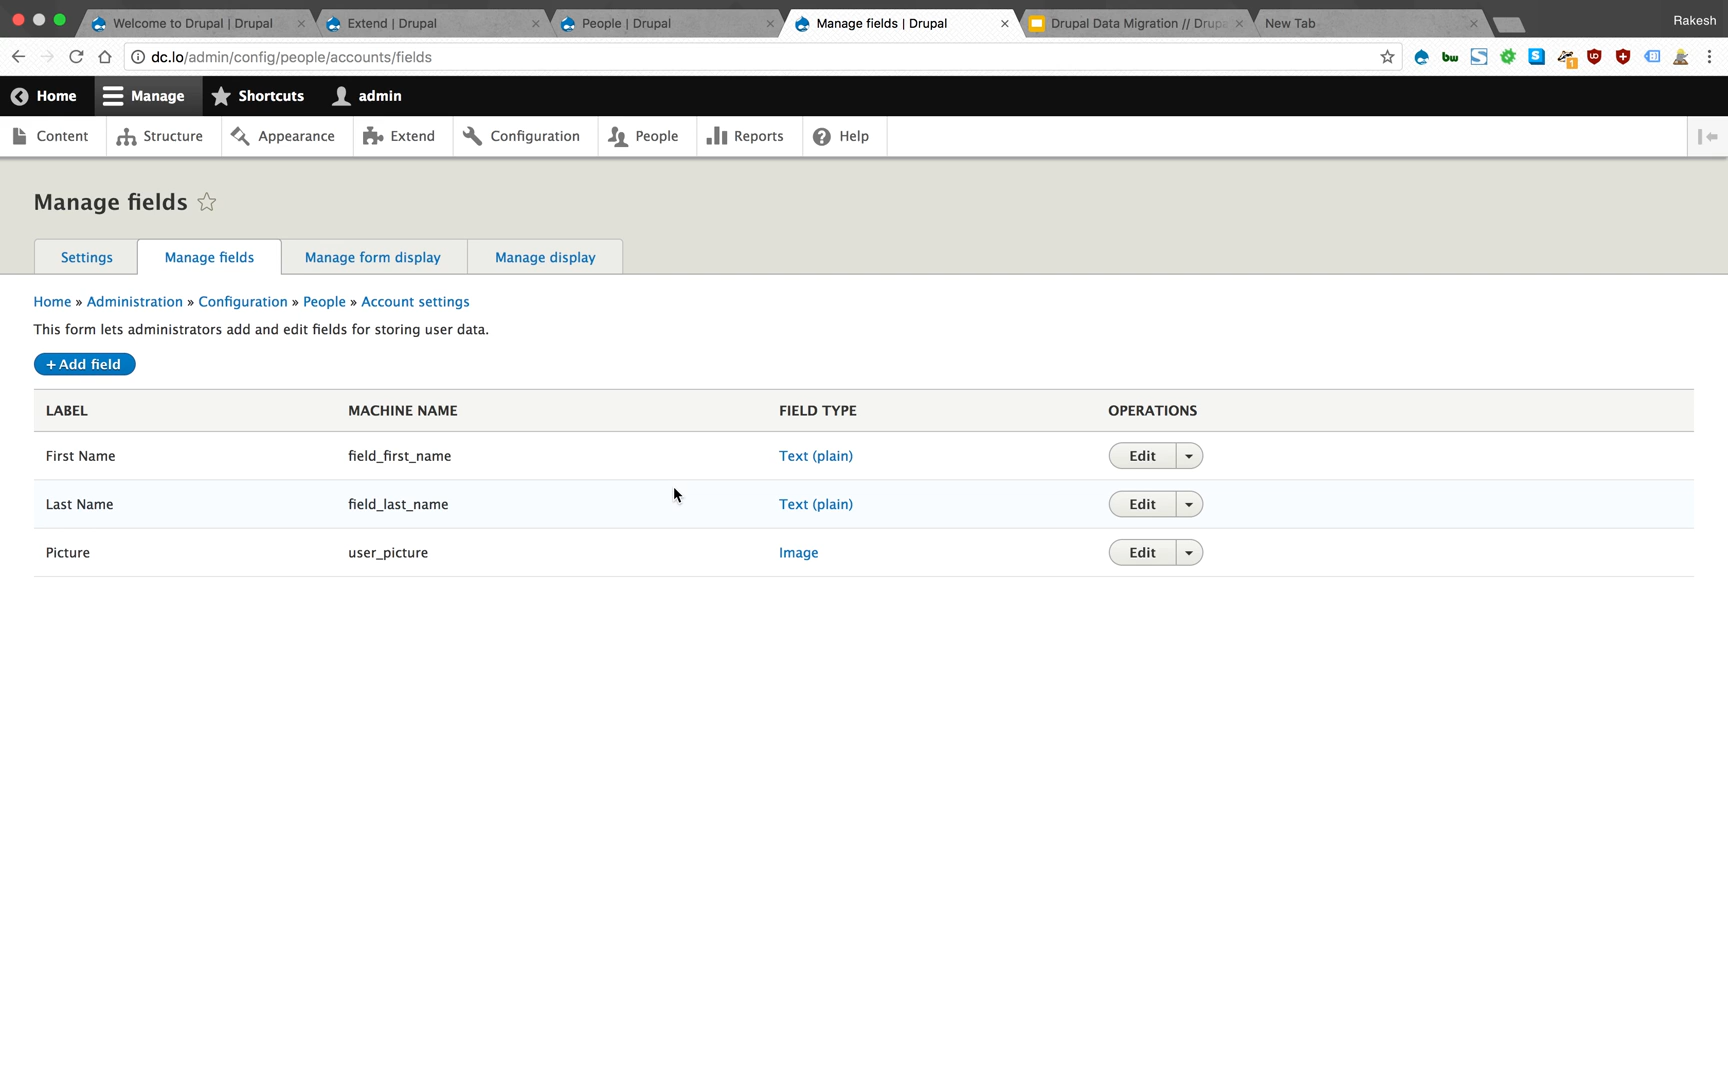 Welcome to Drupal | Drupal
Extend | Drupal
People | Drupal
Manage fields | Drupal
Drupal Data Migration // Drupa
New Tab
Rakesh
dc.lo/admin/config/people/accounts/fields
bw
S
1
Home
Manage
Shortcuts
admin
Content
Structure
Appearance
Extend
Configuration
People
Reports
Help
Manage fields
Settings
Manage fields
Manage form display
Manage display
Home » Administration » Configuration » People » Account settings
This form lets administrators add and edit fields for storing user data.
+ Add field
LABEL MACHINE NAME FIELD TYPE OPERATIONS
First Name field_first_name Text (plain) Edit
Last Name field_last_name Text (plain) Edit
Picture user_picture Image Edit